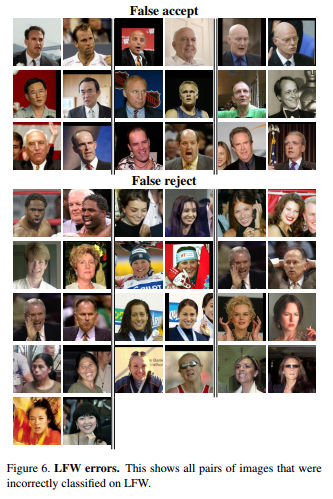 False accept
False reject
Figure 6. LFW errors. This shows all pairs of images that were
incorrectly classified on LFW.